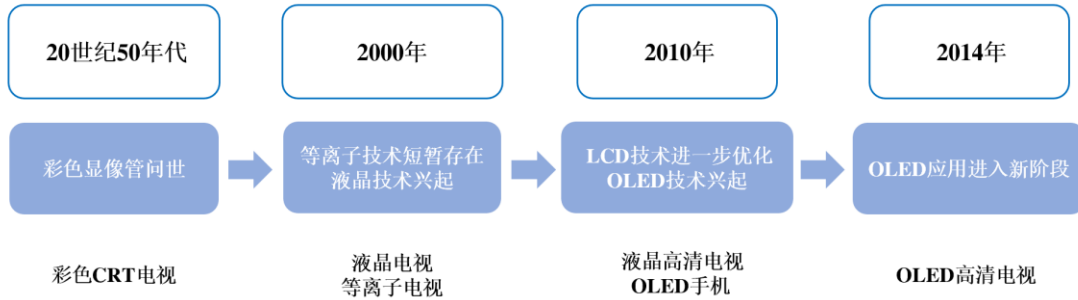 20世纪50年代
2000年
2010年
2014年
彩色显像管问世
等离子技术短暂存在
液晶技术兴起
LCD技术进一步优化
OLED技术兴起
OLED应用进入新阶段
彩色CRT电视
液晶电视
等离子电视
液晶高清电视
OLED手机
OLED高清电视